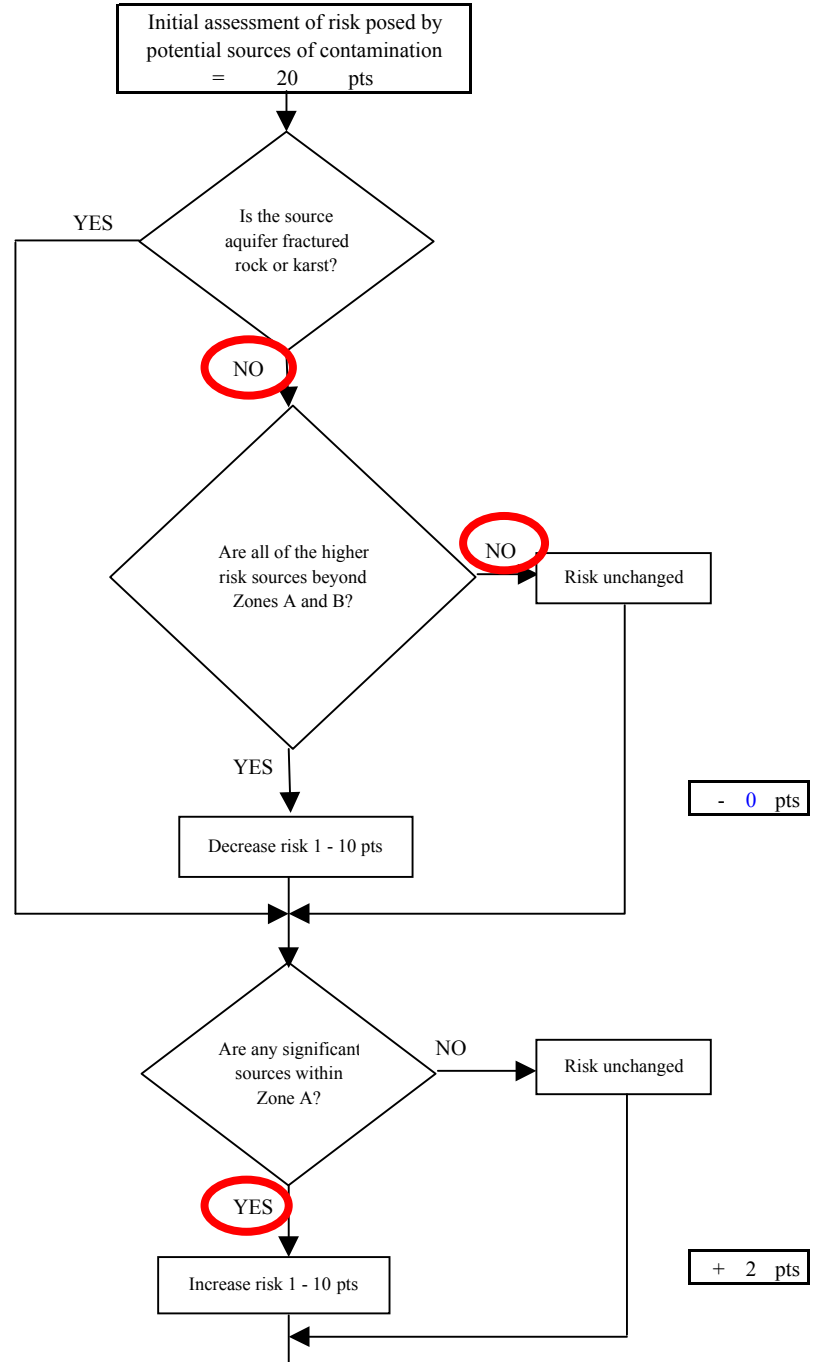 Initial assessment of risk posed by
potential sources of contamination
= 20 pts
Is the source
aquifer fractured
rock or karst?
YES
NO
Are all of the higher
risk sources beyond
Zones A and B?
NO
Risk unchanged
YES
- 0 pts
Decrease risk 1 - 10 pts
Are any significant
sources within
Zone A?
NO
Risk unchanged
YES
+ 2 pts
Increase risk 1 - 10 pts